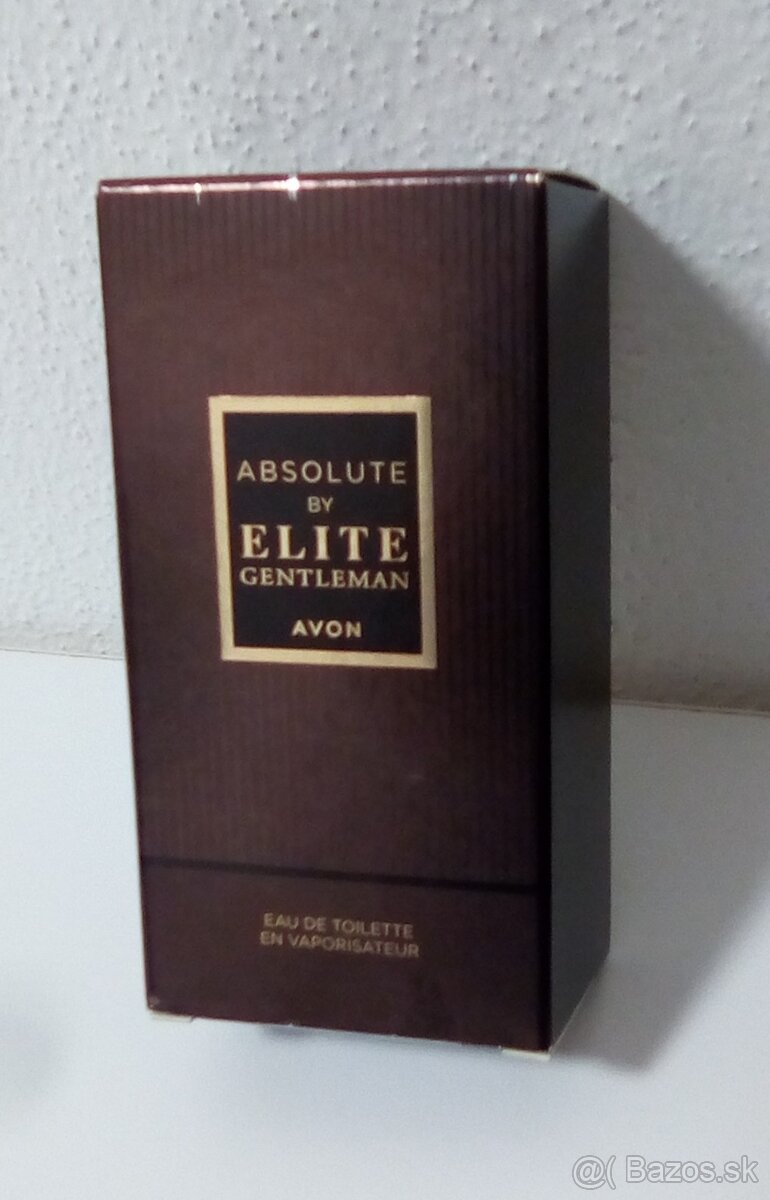 ABSOLUTE
BY
ELITE
GENTLEMAN
AVON
EAU DE TOILETTE
EN VAPORISATEUR
@( Bazos.sk